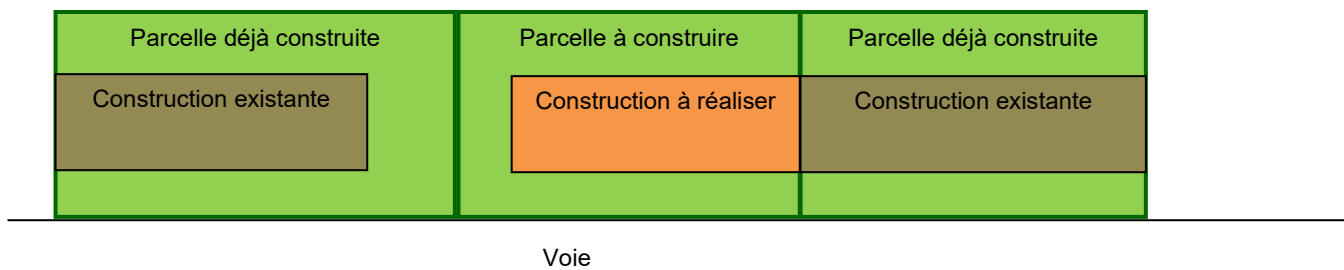 Parcelle déjà construite
Parcelle à construire
Parcelle déjà construite
Construction existante
Construction à réaliser
Construction existante
Voie